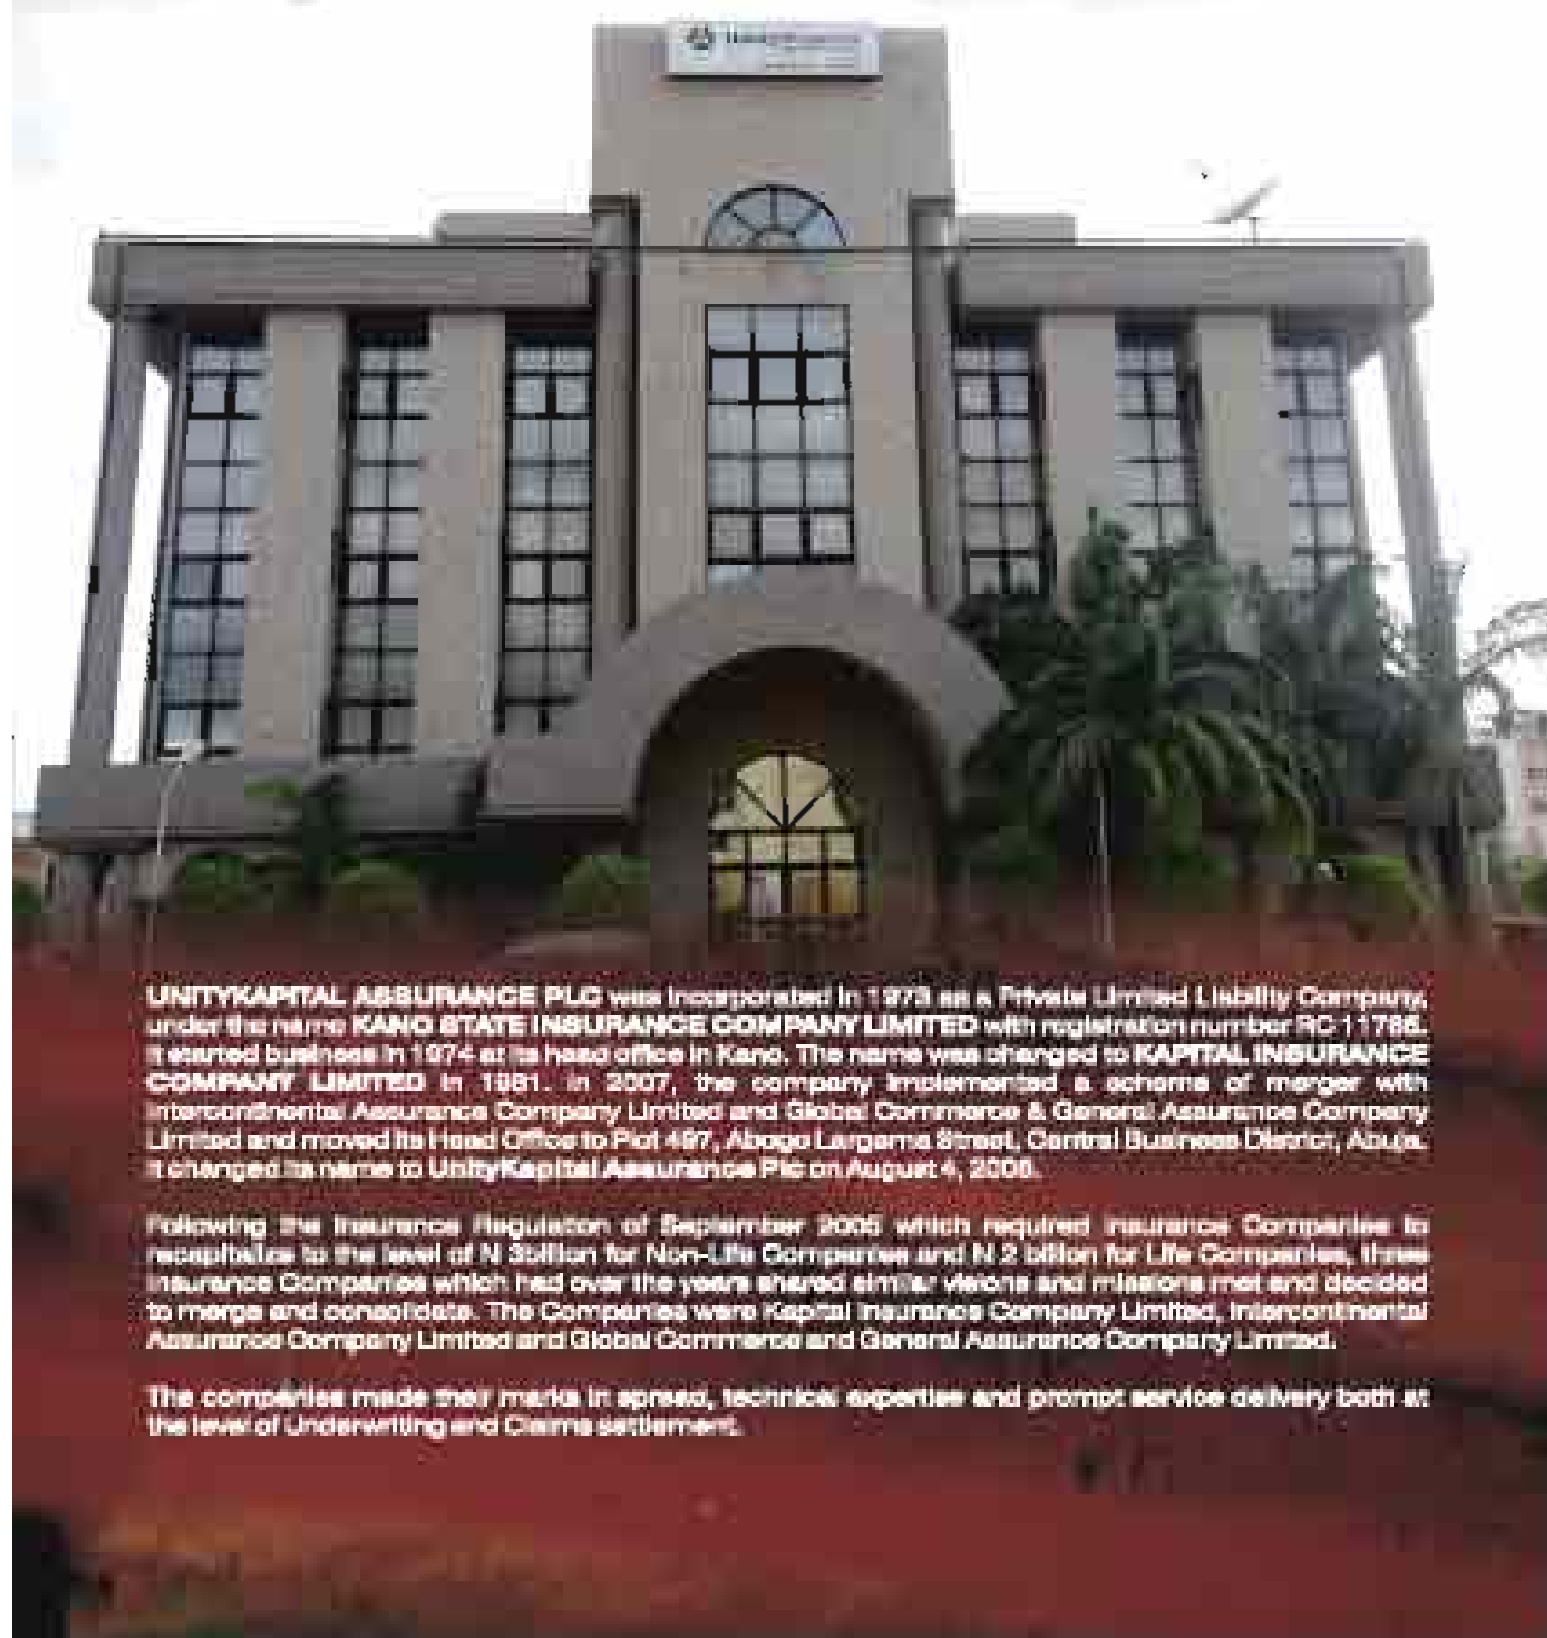 UNITYKAPITAL ASSURANCE PLC was incorporated in 1973 as a Private Limited Liability Company,
under the name KANO STATE INSURANCE COMPANY LIMITED with registration number RC
It started business in 1974 at its head office in Kano. The name was changed to KAPITAL INSURANCE
COMPANY LIMITED in 1981. In 2007, the company implemented a scheme of merger with
Intercontinental Assurance Company Limited and Global Commerce & General Assurance Company
Limited and moved its Head Office to Plot 497, Abogo Largema Street, Central Business District, Abuja.
It changed its name to UnityKapital Assurance Plc on August 4,
Following the Insurance Regulation of September 2005 which required Insurance Companies to
recapitalize to the level of N 3billion for Non-Life Companies and N 2 billion for Life Companies, three
Insurance Companies which had over the years shared similar visions and missions met and decided
to merge and consolidate. The Companies were Kapital Insurance Company Limited, Intercontinental
Assurance Company Limited and Global Commerce and General Assurance Company Limited.
The companies made their marks in spread, technical expertise and prompt service delivery both at
the level of Underwriting and Claims settlement.